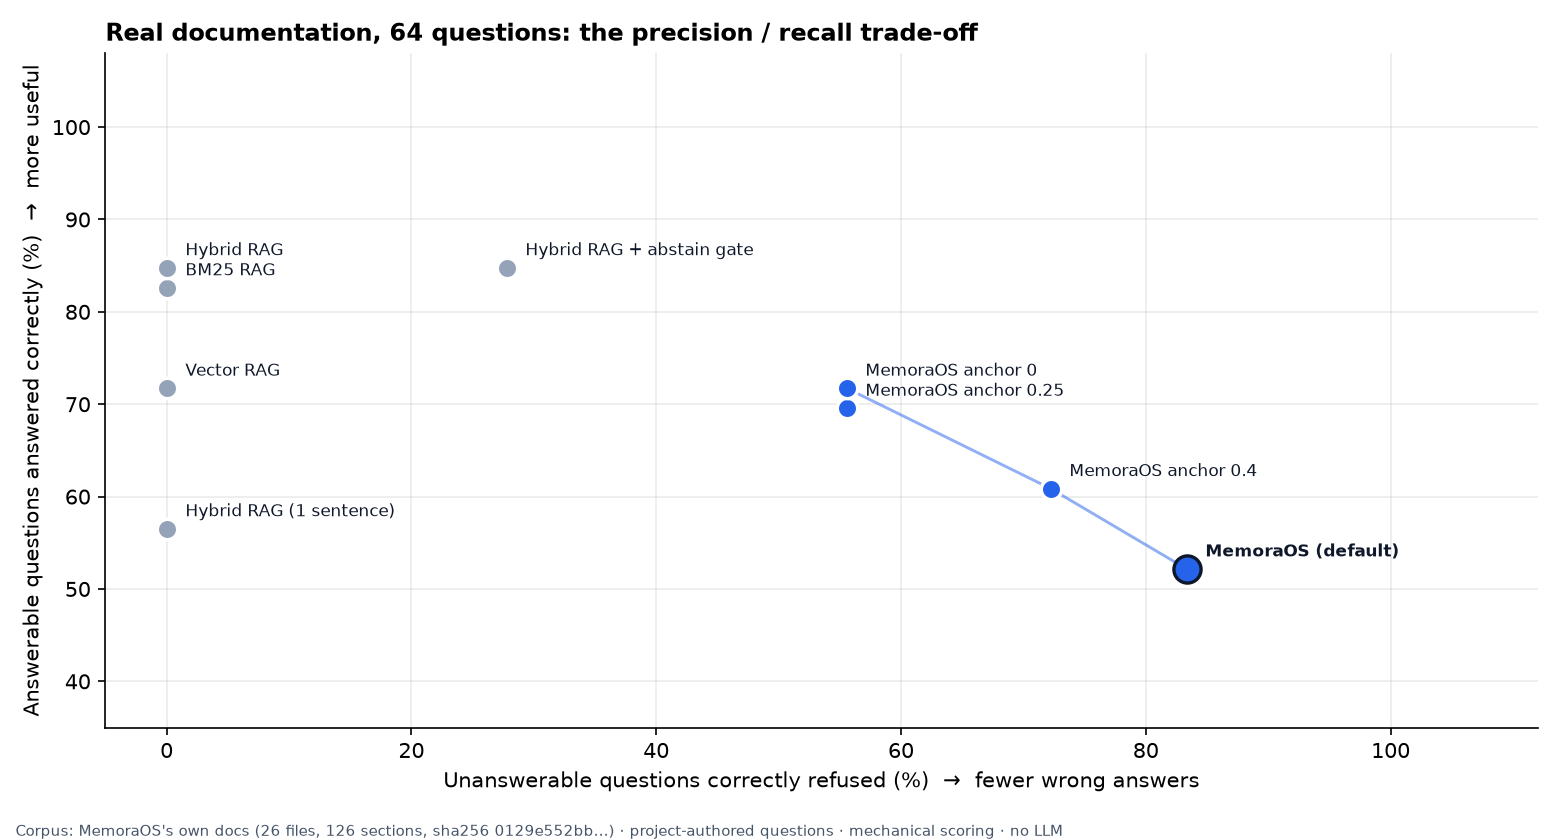 Real documentation, 64 questions: the precision / recall trade-off
Answerable questions answered correctly (%) → more useful
100
90
80
70
60
50
40
Hybrid RAG
BM25 RAG
Hybrid RAG + abstain gate
Vector RAG
MemoraOS anchor 0
MemoraOS anchor 0.25
MemoraOS anchor 0.4
Hybrid RAG (1 sentence)
MemoraOS (default)
0 20 40 60 80 100
Unanswerable questions correctly refused (%) → fewer wrong answers
Corpus: MemoraOS's own docs (26 files, 126 sections, sha256 0129e552bb...) · project-authored questions · mechanical scoring · no LLM